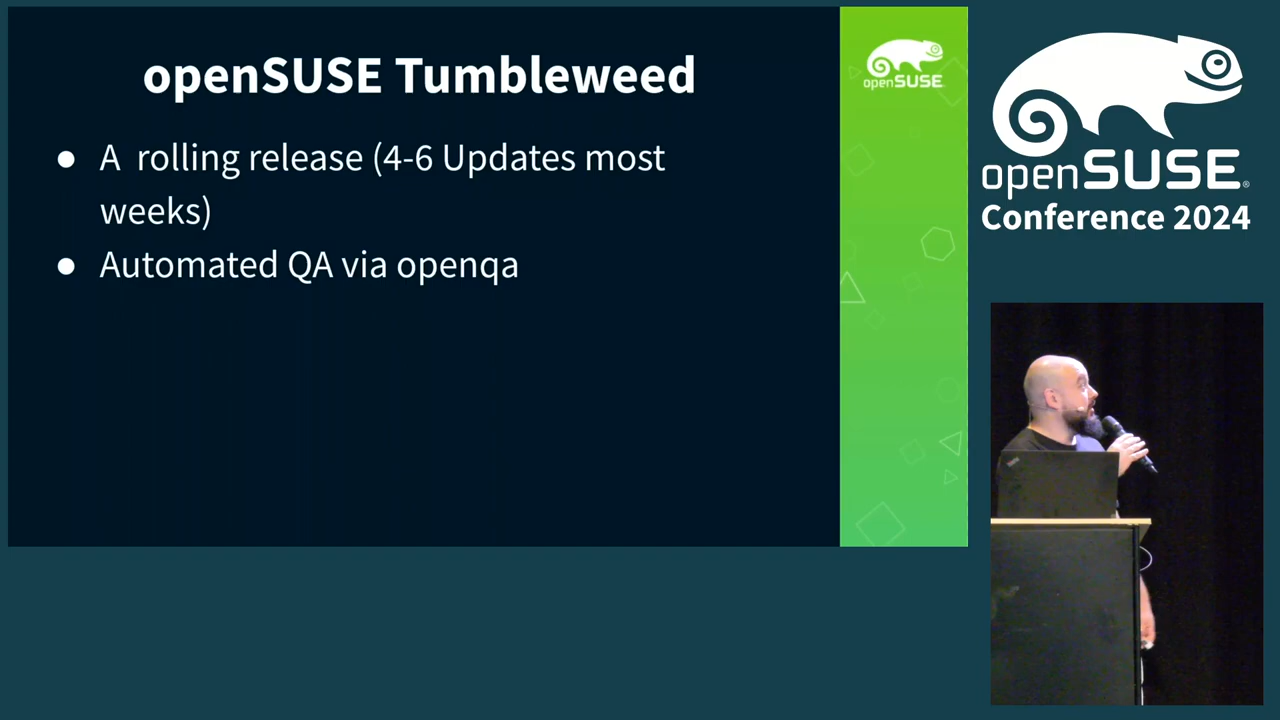 openSUSE Tumbleweed
● A rolling release (4-6 Updates most
weeks)
● Automated QA via openqa
openSUSE
openSUSE®
Conference 2024